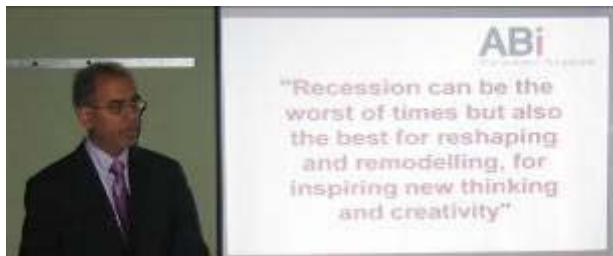 ABi
"Recession can be the
worst of times but also
the best for reshaping
and remodelling, for
inspiring new thinking
and creativity"